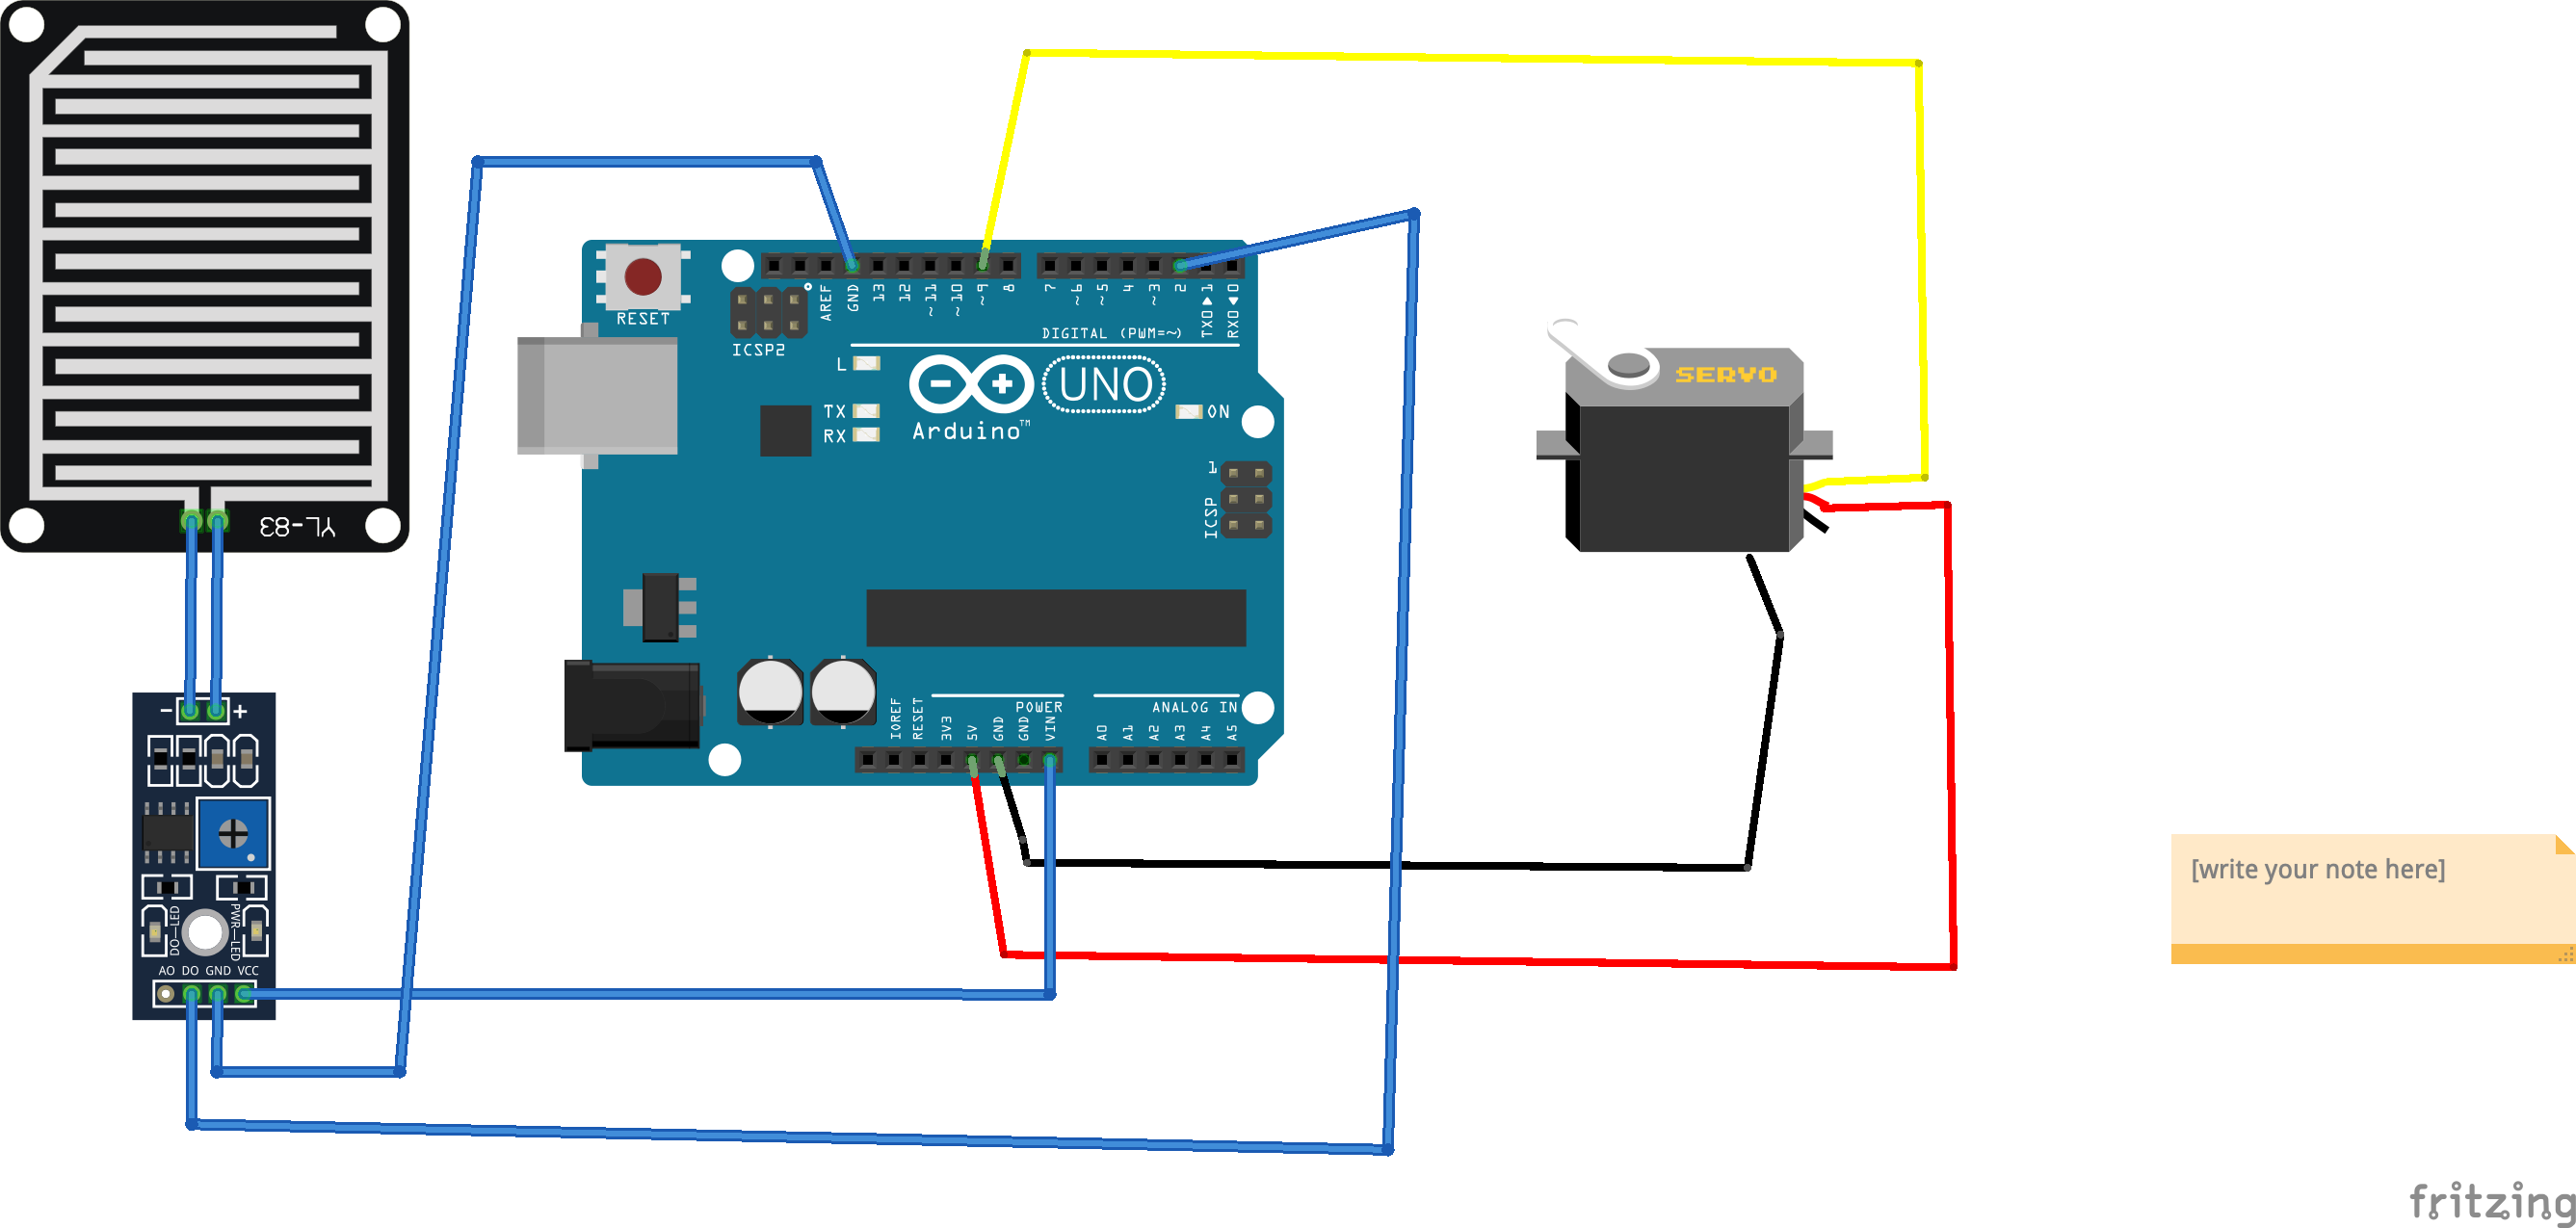 YL-83
RESET
ICSP2
AREF
GND
13
12
~11
~10
~9
8
7
~6
~5
4
~3
2
TX0▶1
RX0◀0
DIGITAL (PWM=~)
L
TX
RX
UNO
Arduino™
ON
1
ICSP
SERVO
IOREF
RESET
3V3
5V
GND
GND
VIN
POWER
ANALOG IN
A0
A1
A2
A3
A4
A5
- +
DO—LED
PWR—LED
AO DO GND VCC
[write your note here]
fritzing